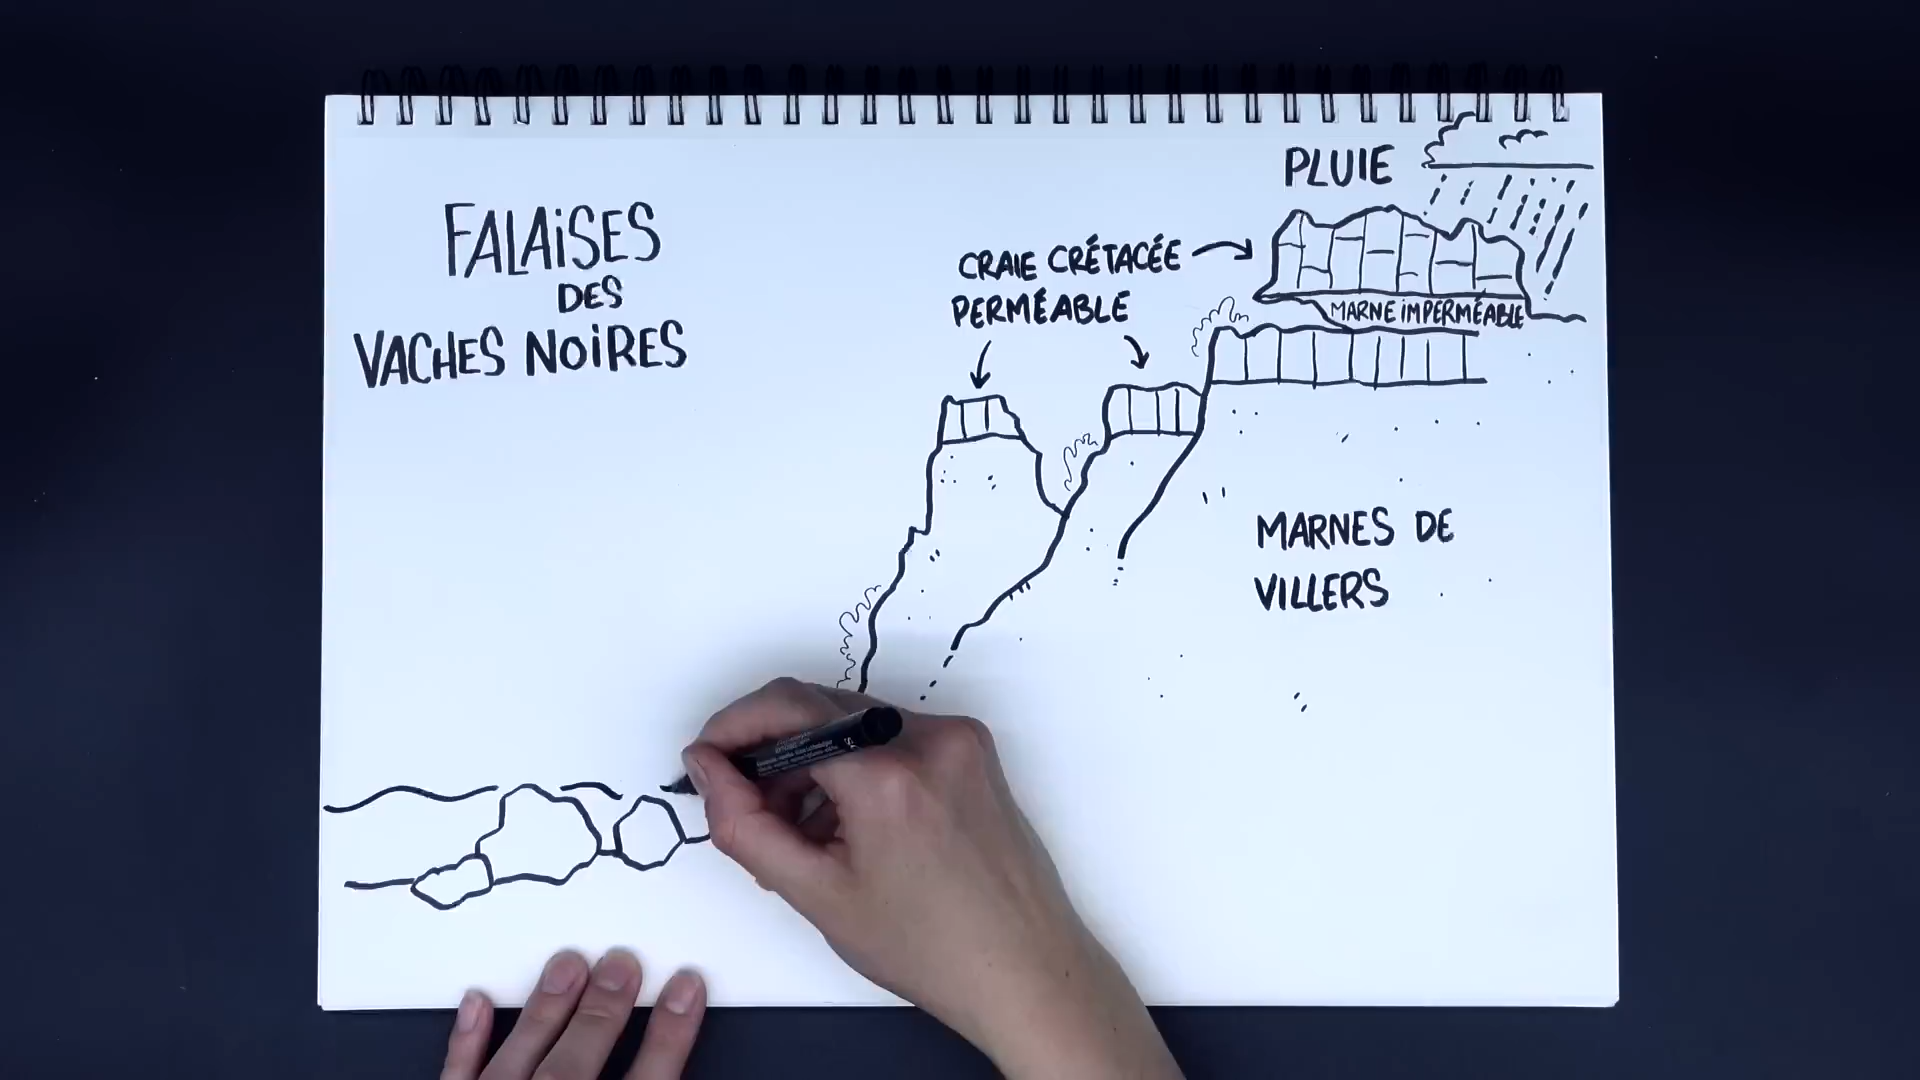 FALAiSES
DES
VACHES NOiRES
PLUIE
CRAIE CRÉTACÉE
PERMÉABLE
MARNE iMPERMÉABLE
MARNES DE
VILLERS